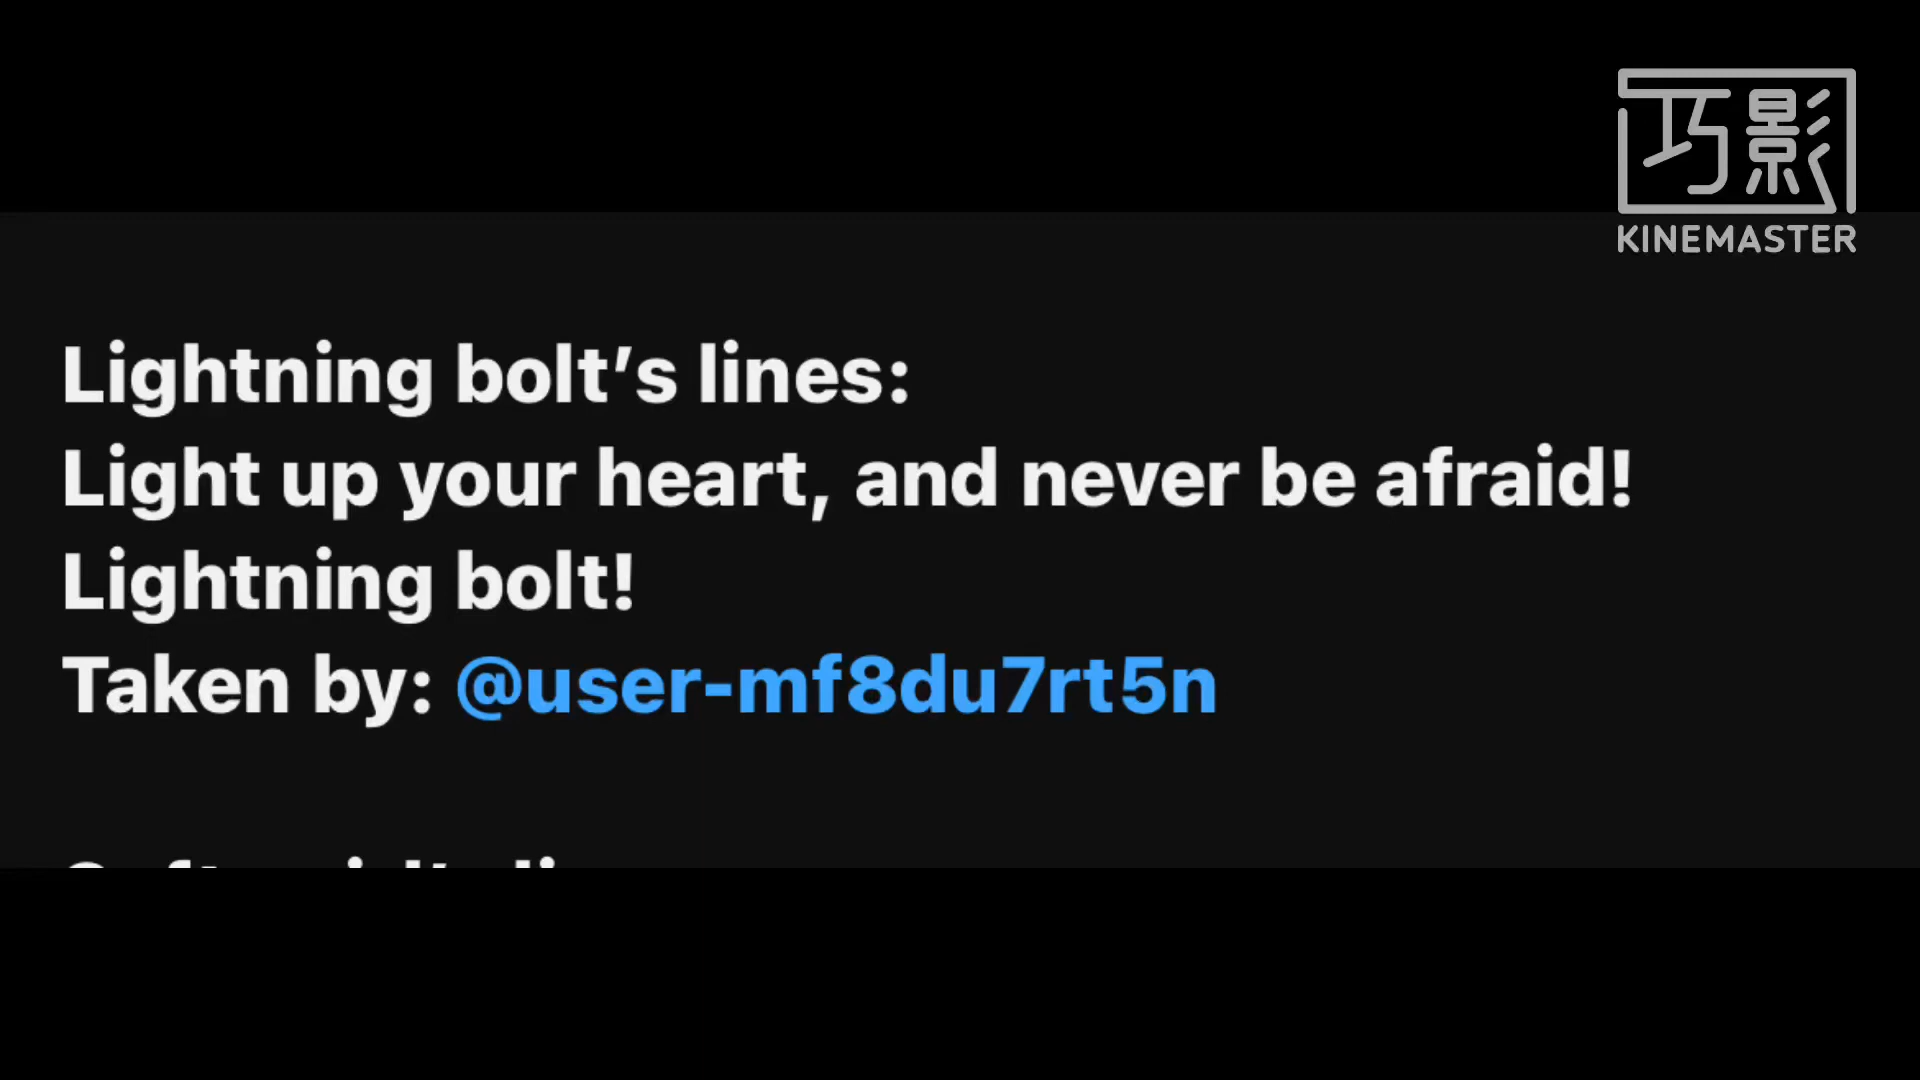 巧影
KINEMASTER
Lightning bolt’s lines:
Light up your heart, and never be afraid!
Lightning bolt!
Taken by: @user-mf8du7rt5n